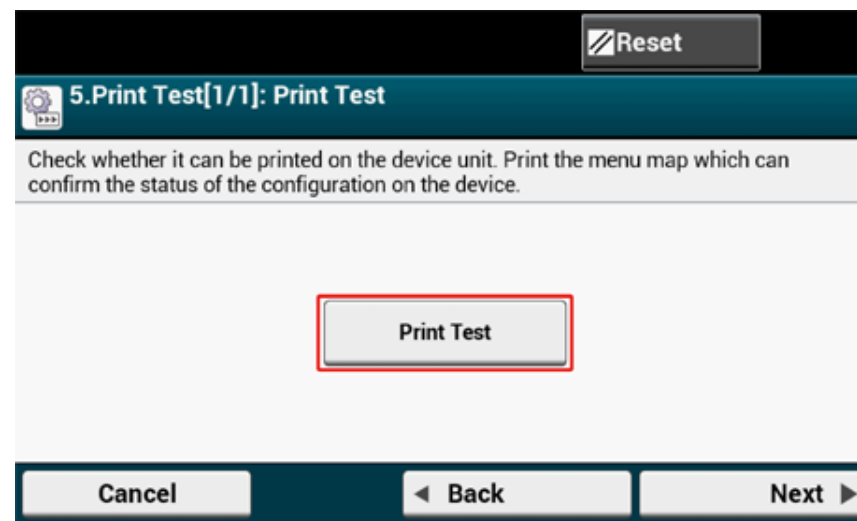 Reset
5.Print Test[1/1]: Print Test
Check whether it can be printed on the device unit. Print the menu map which can
confirm the status of the configuration on the device.
Print Test
Cancel
Back
Next